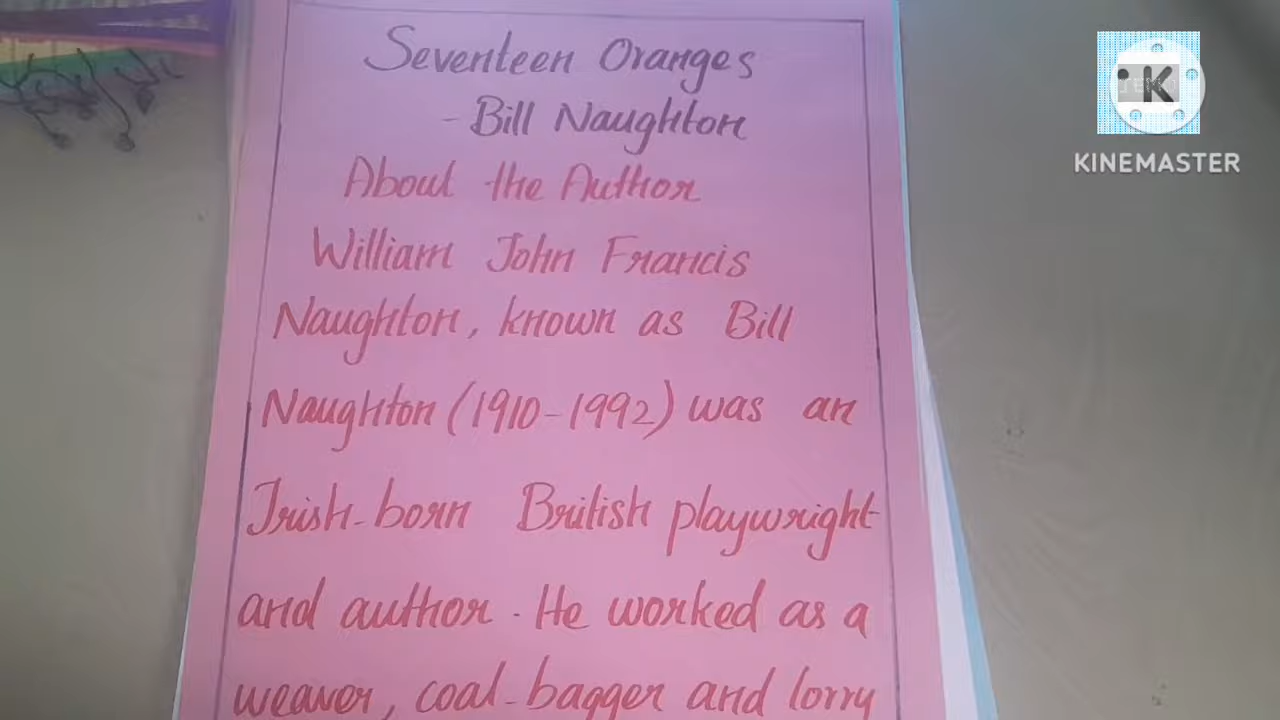 Seventeen Oranges
- Bill Naughton
About the Author
William John Francis
Naughton, known as Bill
Naughton (1910-1992) was an
Irish-born British playwright
and author. He worked as a
weaver, coal-bagger and lorry
K
KINEMASTER